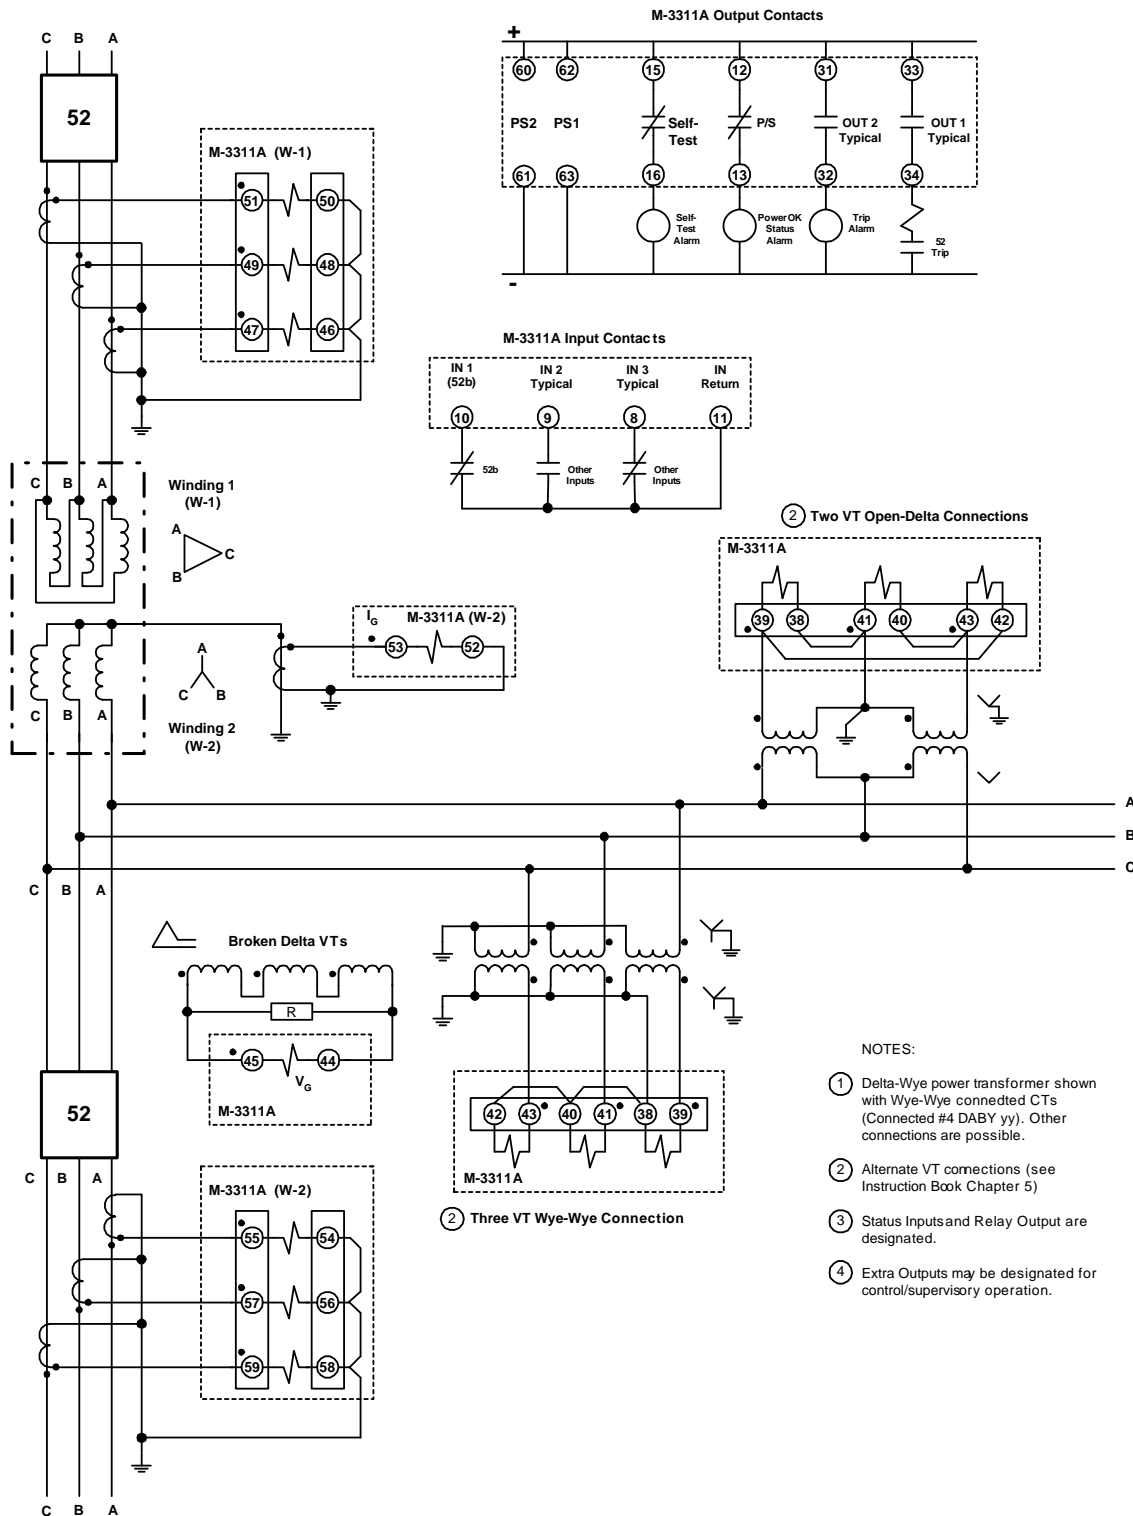 M-3311A Output Contacts
C B A
+
60 62 15 12 31 33
52
PS2 PS1 Self-Test P/S OUT 2 Typical OUT 1 Typical
61 63 16 13 32 34
Self-Test Alarm
PowerOK Status Alarm
Trip Alarm
52 Trip
-
M-3311A (W-1)
51 50
49 48
47 46
M-3311A Input Contacts
IN 1 (52b)
IN 2 Typical
IN 3 Typical
IN Return
10 9 8 11
52b
Other Inputs
Other Inputs
C B A
Winding 1
(W-1)
A
C
B
2 Two VT Open-Delta Connections
M-3311A
39 38 41 40 43 42
IG M-3311A (W-2)
53 52
A
C B
C B A
Winding 2
(W-2)
A
B
C
C B A
Broken Delta VTs
R
45 44
VG
M-3311A
52
42 43 40 41 38 39
M-3311A
2 Three VT Wye-Wye Connection
C B A
M-3311A (W-2)
55 54
57 56
59 58
C B A
NOTES:
1 Delta-Wye power transformer shown
with Wye-Wye connedted CTs
(Connected #4 DABY yy). Other
connections are possible.
2 Alternate VT connections (see
Instruction Book Chapter 5)
3 Status Inputs and Relay Output are
designated.
4 Extra Outputs may be designated for
control/supervisory operation.